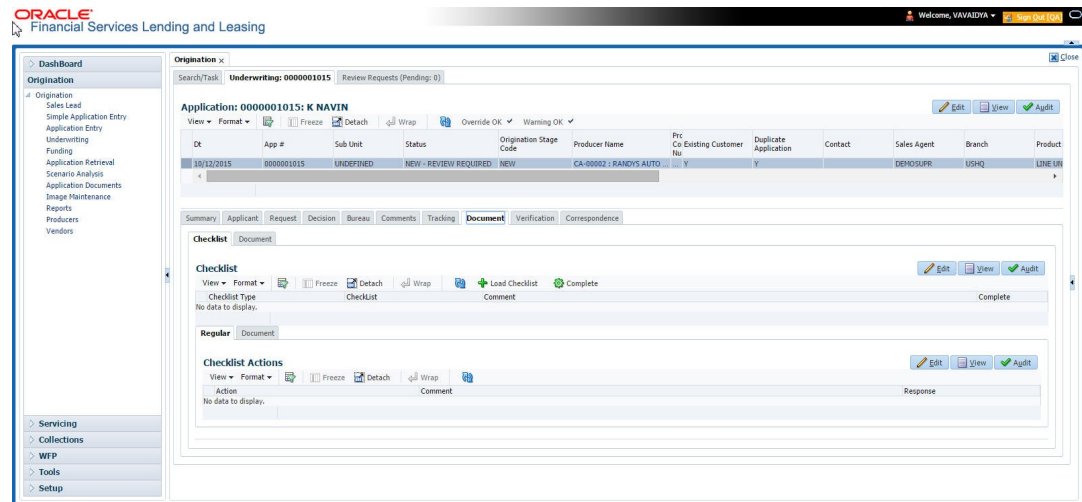 ORACLE®
Financial Services Lending and Leasing
Welcome, VAVAIDYA
Sign Out [QA]
Close
DashBoard
Origination
Origination
Sales Lead
Simple Application Entry
Application Entry
Underwriting
Funding
Application Retrieval
Scenario Analysis
Application Documents
Image Maintenance
Reports
Producers
Vendors
Servicing
Collections
WFP
Tools
Setup
Origination x
Search/Task Underwriting: 0000001015 Review Requests (Pending: 0)
Application: 0000001015: K NAVIN
Edit View Audit
View Format Freeze Detach Wrap Override OK Warning OK
Dt App # Sub Unit Status Origination Stage Code Producer Name Prc Co Nu Existing Customer Duplicate Application Contact Sales Agent Branch Product
10/12/2015 0000001015 UNDEFINED NEW - REVIEW REQUIRED NEW CA-00002 : RANDYS AUTO ... ... Y Y DEMOSUPR USHQ LINE UN
Summary Applicant Request Decision Bureau Comments Tracking Document Verification Correspondence
Checklist Document
Checklist
Edit View Audit
View Format Freeze Detach Wrap Load Checklist Complete
Checklist Type CheckList Comment Complete
No data to display.
Regular Document
Checklist Actions
Edit View Audit
View Format Freeze Detach Wrap
Action Comment Response
No data to display.